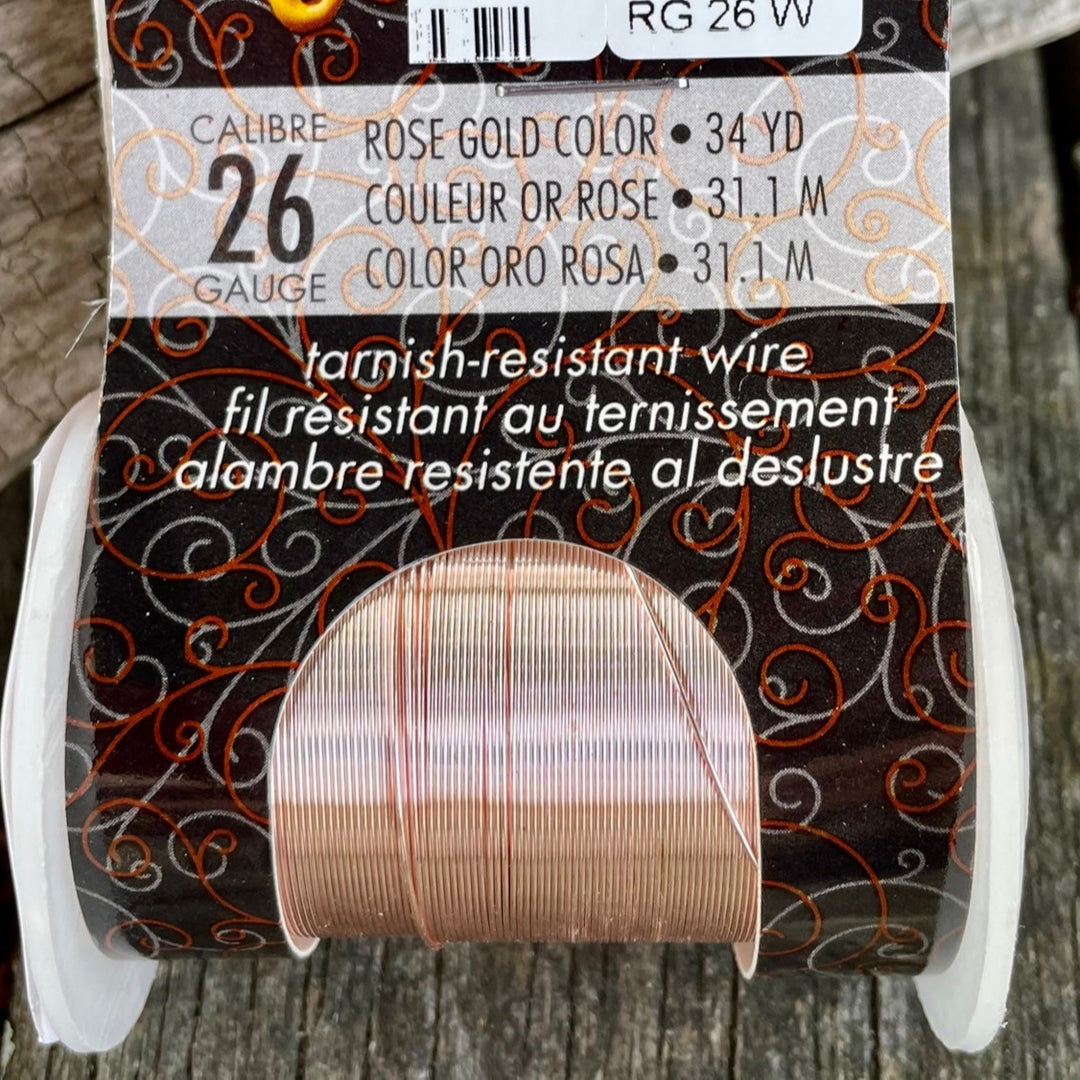 RG 26 W
CALIBRE
26
GAUGE
ROSE GOLD COLOR • 34 YD
COULEUR OR ROSE • 31.1 M
COLOR ORO ROSA • 31.1 M
tarnish-resistant wire
fil résistant au ternissement
alambre resistente al deslustre